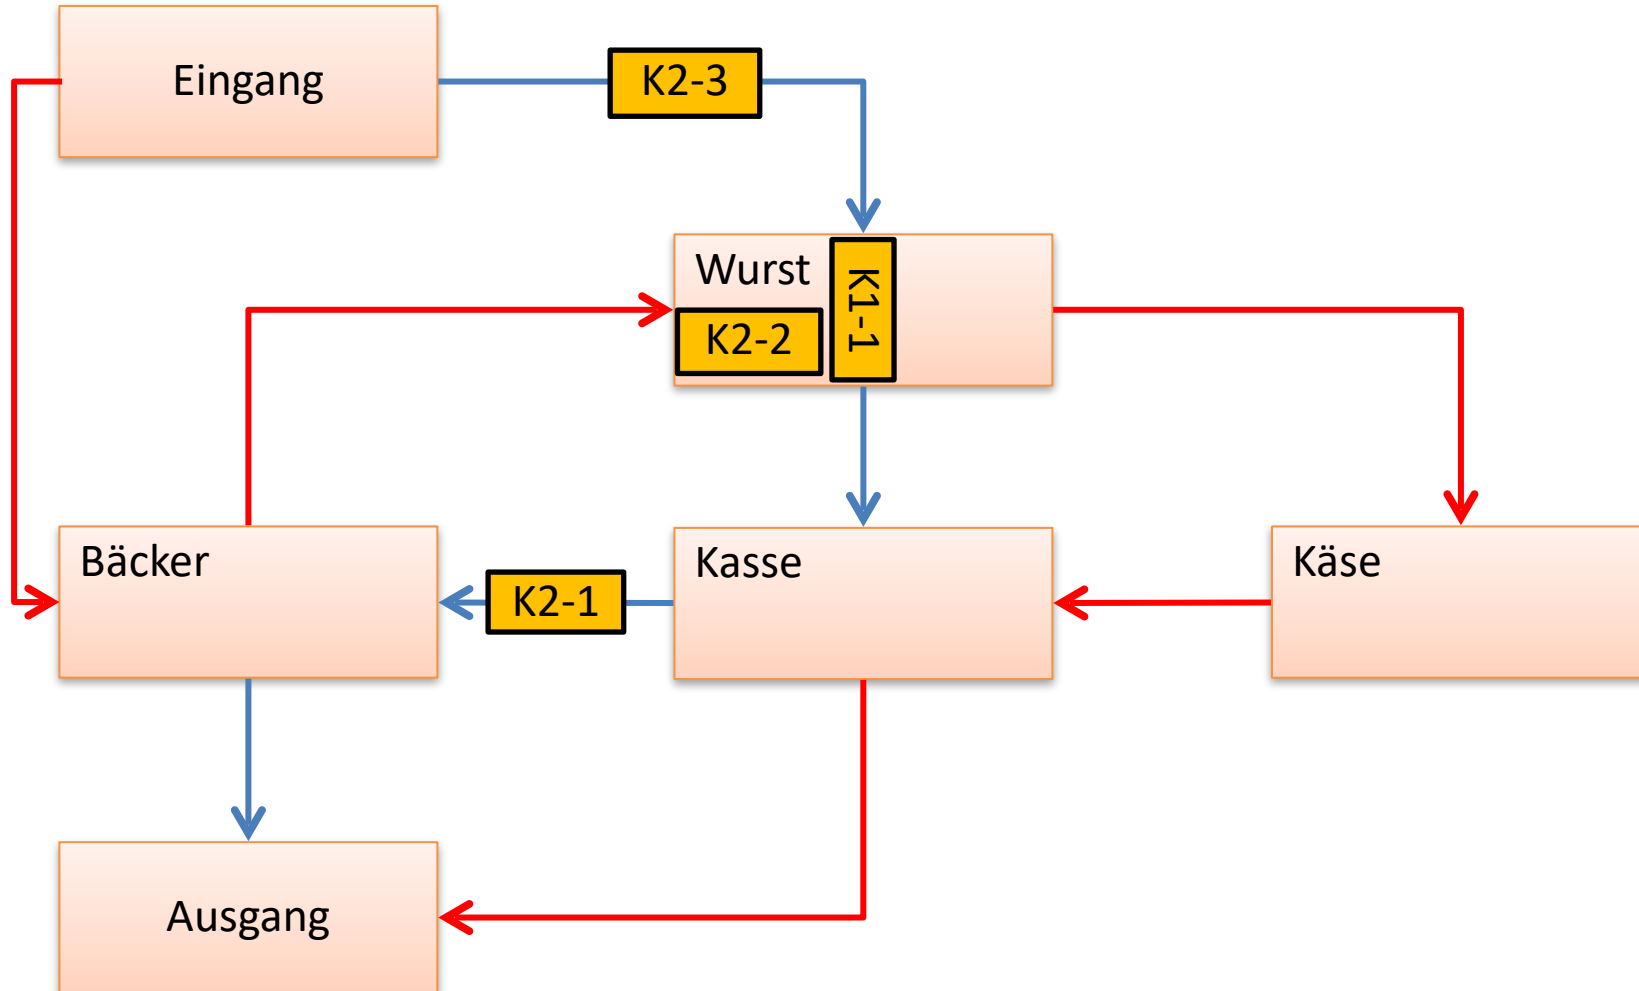 Eingang
K2-3
Wurst
K1-1
K2-2
Bäcker
K2-1
Kasse
Käse
Ausgang